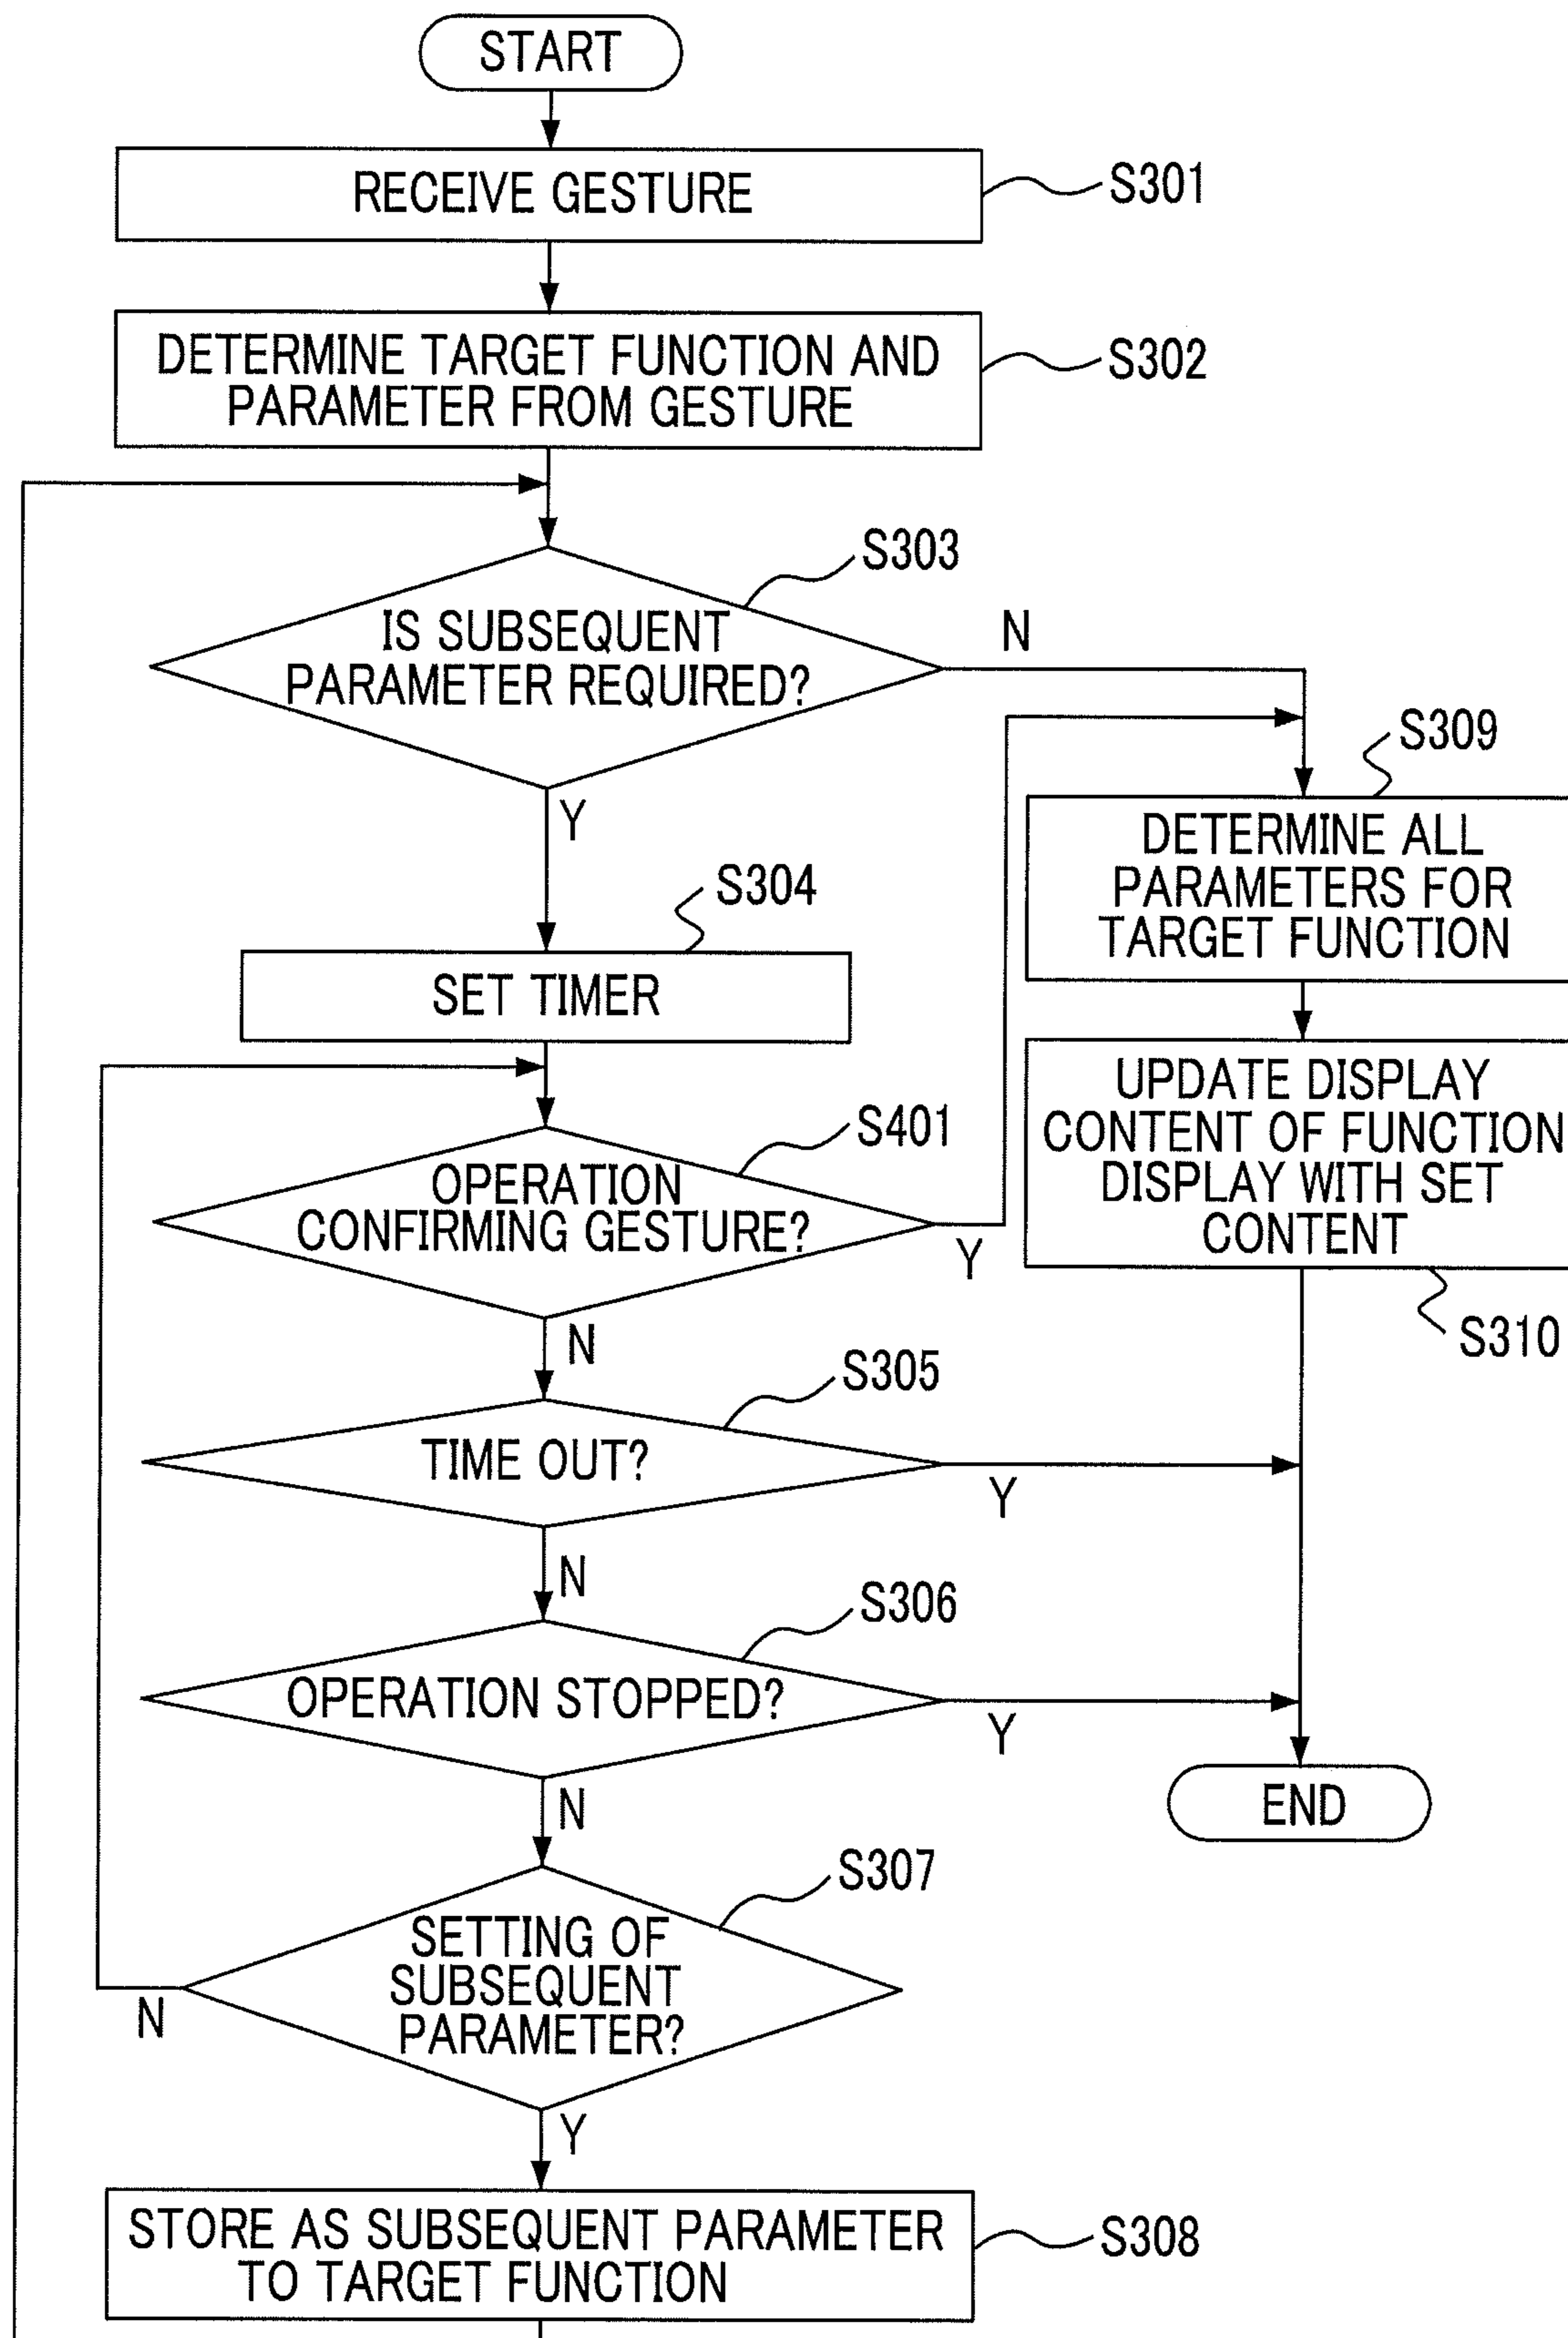 START
RECEIVE GESTURE
S301
DETERMINE TARGET FUNCTION AND
PARAMETER FROM GESTURE
S302
S303
IS SUBSEQUENT
PARAMETER REQUIRED?
N
Y
S309
DETERMINE ALL
PARAMETERS FOR
TARGET FUNCTION
S304
SET TIMER
UPDATE DISPLAY
CONTENT OF FUNCTION
DISPLAY WITH SET
CONTENT
S310
S401
OPERATION
CONFIRMING GESTURE?
Y
N
S305
TIME OUT?
Y
N
S306
OPERATION STOPPED?
Y
N
END
S307
SETTING OF
SUBSEQUENT
PARAMETER?
N
Y
STORE AS SUBSEQUENT PARAMETER
TO TARGET FUNCTION
S308